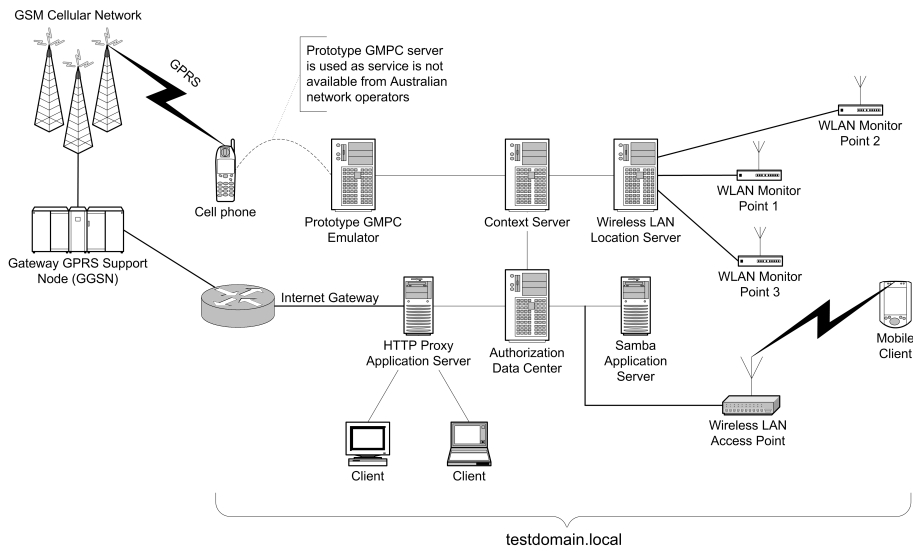 GSM Cellular Network
GPRS
Prototype GMPC server
is used as service is not
available from Australian
network operators
WLAN Monitor
Point 2
WLAN Monitor
Point 1
Cell phone
Prototype GMPC
Emulator
Context Server
Wireless LAN
Location Server
WLAN Monitor
Point 3
Gateway GPRS Support
Node (GGSN)
Internet Gateway
HTTP Proxy
Application Server
Authorization
Data Center
Samba
Application
Server
Mobile
Client
Wireless LAN
Access Point
Client
Client
testdomain.local